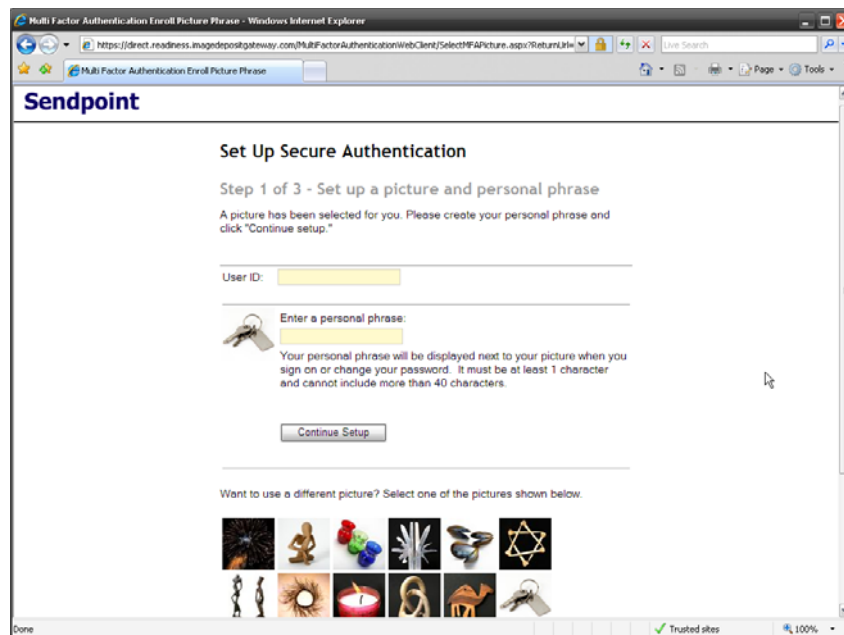 Multi Factor Authentication Enroll Picture Phrase - Windows Internet Explorer
https://direct.readiness.imagedepositgateway.com/MultiFactorAuthenticationWebClient/SelectMFAPicture.aspx?ReturnUrl=
Live Search
Multi Factor Authentication Enroll Picture Phrase
Page
Tools
Sendpoint
Set Up Secure Authentication
Step 1 of 3 - Set up a picture and personal phrase
A picture has been selected for you. Please create your personal phrase and
click "Continue setup."
User ID:
Enter a personal phrase:
Your personal phrase will be displayed next to your picture when you
sign on or change your password. It must be at least 1 character
and cannot include more than 40 characters.
Continue Setup
Want to use a different picture? Select one of the pictures shown below.
Done
Trusted sites
100%